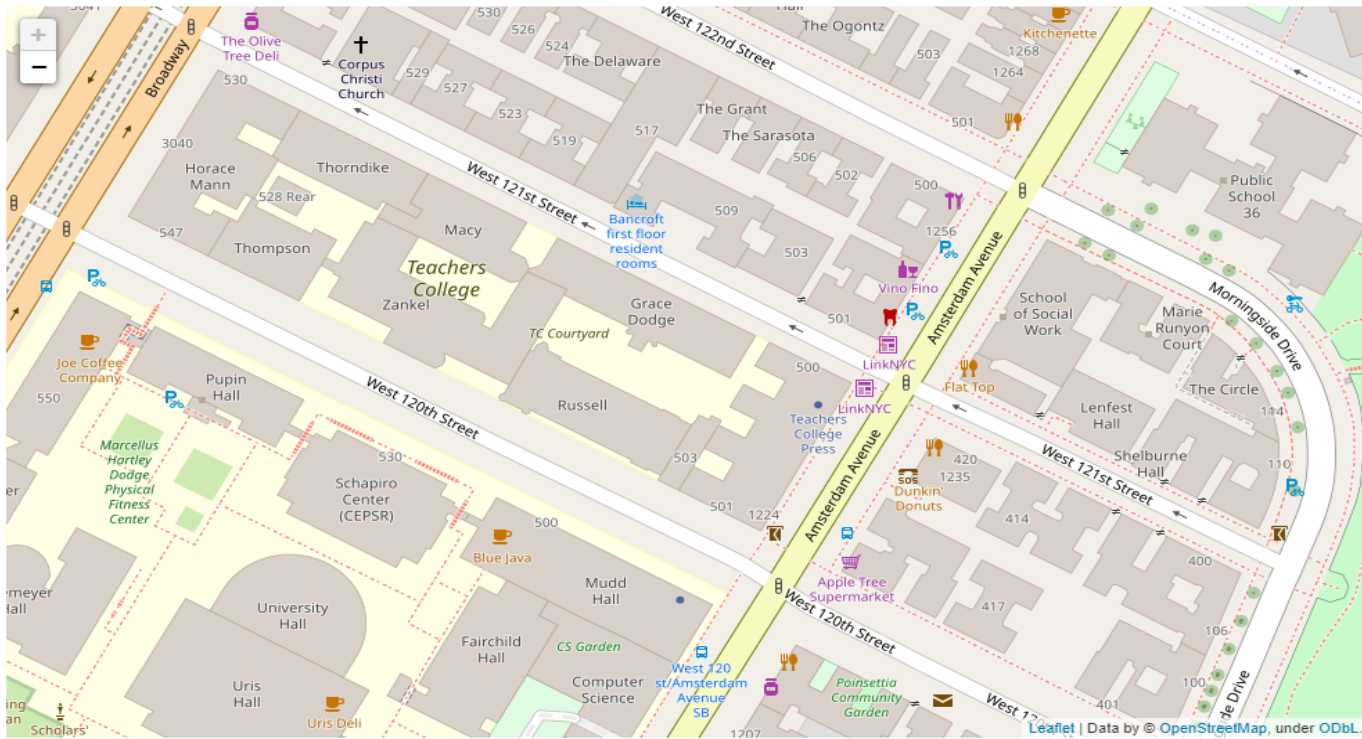 3041
530
526
524
The Delaware
Hall
The Ogontz
Kitchenette
1268
1264
503
501
West 122nd Street
+
−
The Olive
Tree Deli
530
Broadway
Corpus
Christi
Church
529
527
523
519
517
The Grant
The Sarasota
506
502
500
1256
509
503
501
3040
Horace
Mann
Thorndike
528 Rear
547
Thompson
Macy
Teachers
College
Zankel
West 121st Street
Bancroft
first floor
resident
rooms
Grace
Dodge
TC Courtyard
Russell
Vino Fino
LinkNYC
LinkNYC
Amsterdam Avenue
Public
School
36
Morningside Drive
School
of Social
Work
Marie
Runyon
Court
The Circle
114
Flat Top
Lenfest
Hall
Shelburne
Hall
110
West 121st Street
500
Teachers
College
Press
503
501
1224
Amsterdam Avenue
420
1235
SOS
Dunkin'
Donuts
414
400
417
Apple Tree
Supermarket
106
100
401
Joe Coffee
Company
550
Pupin
Hall
West 120th Street
Marcellus
Hartley
Dodge
Physical
Fitness
Center
530
Schapiro
Center
(CEPSR)
500
Blue Java
Mudd
Hall
University
Hall
Fairchild
Hall
CS Garden
Computer
Science
Uris
Hall
Uris Deli
Scholars'
West 120
st/Amsterdam
Avenue
SB
1207
West 120th Street
Poinsettia
Community
Garden
Leaflet | Data by © OpenStreetMap, under ODbL.